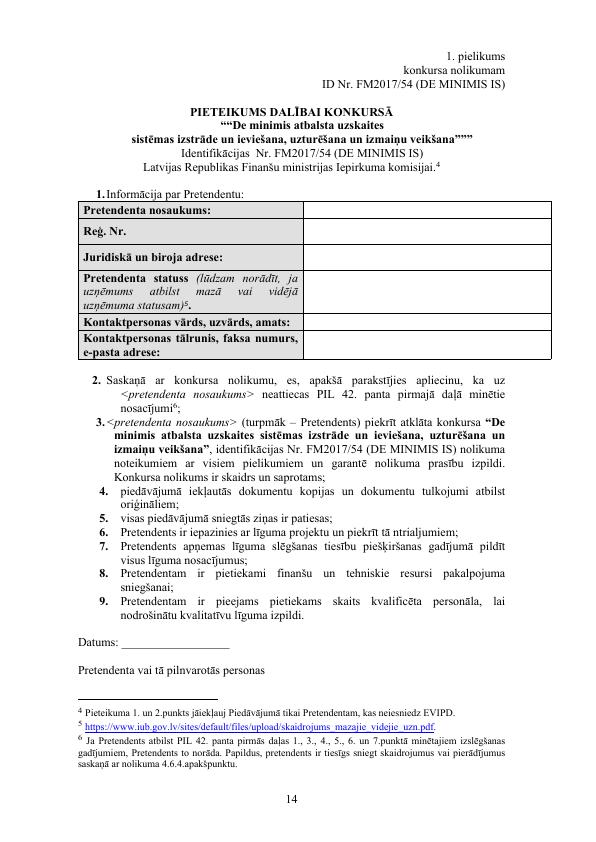 1. pielikums
konkursa nolikumam
ID Nr. FM2017/54 (DE MINIMIS IS)
PIETEIKUMS DALĪBAI KONKURSĀ
““De minimis atbalsta uzskaites
sistēmas izstrāde un ieviešana, uzturēšana un izmaiņu veikšana”””
Identifikācijas Nr. FM2017/54 (DE MINIMIS IS)
Latvijas Republikas Finanšu ministrijas Iepirkuma komisijai.4
1. Informācija par Pretendentu:
Pretendenta nosaukums:
Reģ. Nr.
Juridiskā un biroja adrese:
Pretendenta statuss (lūdzam norādīt, ja
uzņēmums atbilst mazā vai vidējā
uzņēmuma statusam)5.
Kontaktpersonas vārds, uzvārds, amats:
Kontaktpersonas tālrunis, faksa numurs,
e-pasta adrese:
2. Saskaņā ar konkursa nolikumu, es, apakšā parakstījies apliecinu, ka uz
<pretendenta nosaukums> neattiecas PIL 42. panta pirmajā daļā minētie
nosacījumi6;
3. <pretendenta nosaukums> (turpmāk – Pretendents) piekrīt atklāta konkursa “De
minimis atbalsta uzskaites sistēmas izstrāde un ieviešana, uzturēšana un
izmaiņu veikšana”, identifikācijas Nr. FM2017/54 (DE MINIMIS IS) nolikuma
noteikumiem ar visiem pielikumiem un garantē nolikuma prasību izpildi.
Konkursa nolikums ir skaidrs un saprotams;
4. piedāvājumā iekļautās dokumentu kopijas un dokumentu tulkojumi atbilst
oriģināliem;
5. visas piedāvājumā sniegtās ziņas ir patiesas;
6. Pretendents ir iepazinies ar līguma projektu un piekrīt tā ntrialjumiem;
7. Pretendents apņemas līguma slēgšanas tiesību piešķiršanas gadījumā pildīt
visus līguma nosacījumus;
8. Pretendentam ir pietiekami finanšu un tehniskie resursi pakalpojuma
sniegšanai;
9. Pretendentam ir pieejams pietiekams skaits kvalificēta personāla, lai
nodrošinātu kvalitatīvu līguma izpildi.
Datums: ___________________
Pretendenta vai tā pilnvarotās personas
4 Pieteikuma 1. un 2.punkts jāiekļauj Piedāvājumā tikai Pretendentam, kas neiesniedz EVIPD.
5 https://www.iub.gov.lv/sites/default/files/upload/skaidrojums_mazajie_videjie_uzn.pdf.
6 Ja Pretendents atbilst PIL 42. panta pirmās daļas 1., 3., 4., 5., 6. un 7.punktā minētajiem izslēgšanas
gadījumiem, Pretendents to norāda. Papildus, pretendents ir tiesīgs sniegt skaidrojumus vai pierādījumus
saskaņā ar nolikuma 4.6.4.apakšpunktu.
14